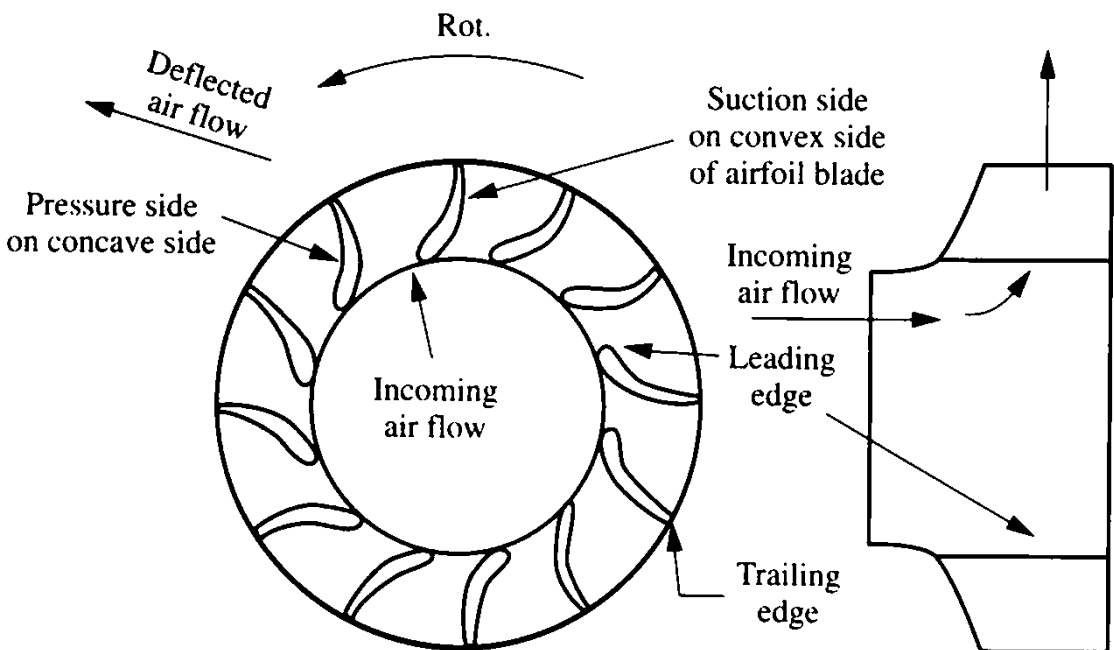 Rot.
Deflected
air flow
Suction side
on convex side
of airfoil blade
Pressure side
on concave side
Incoming
air flow
Incoming
air flow
Leading
edge
Trailing
edge